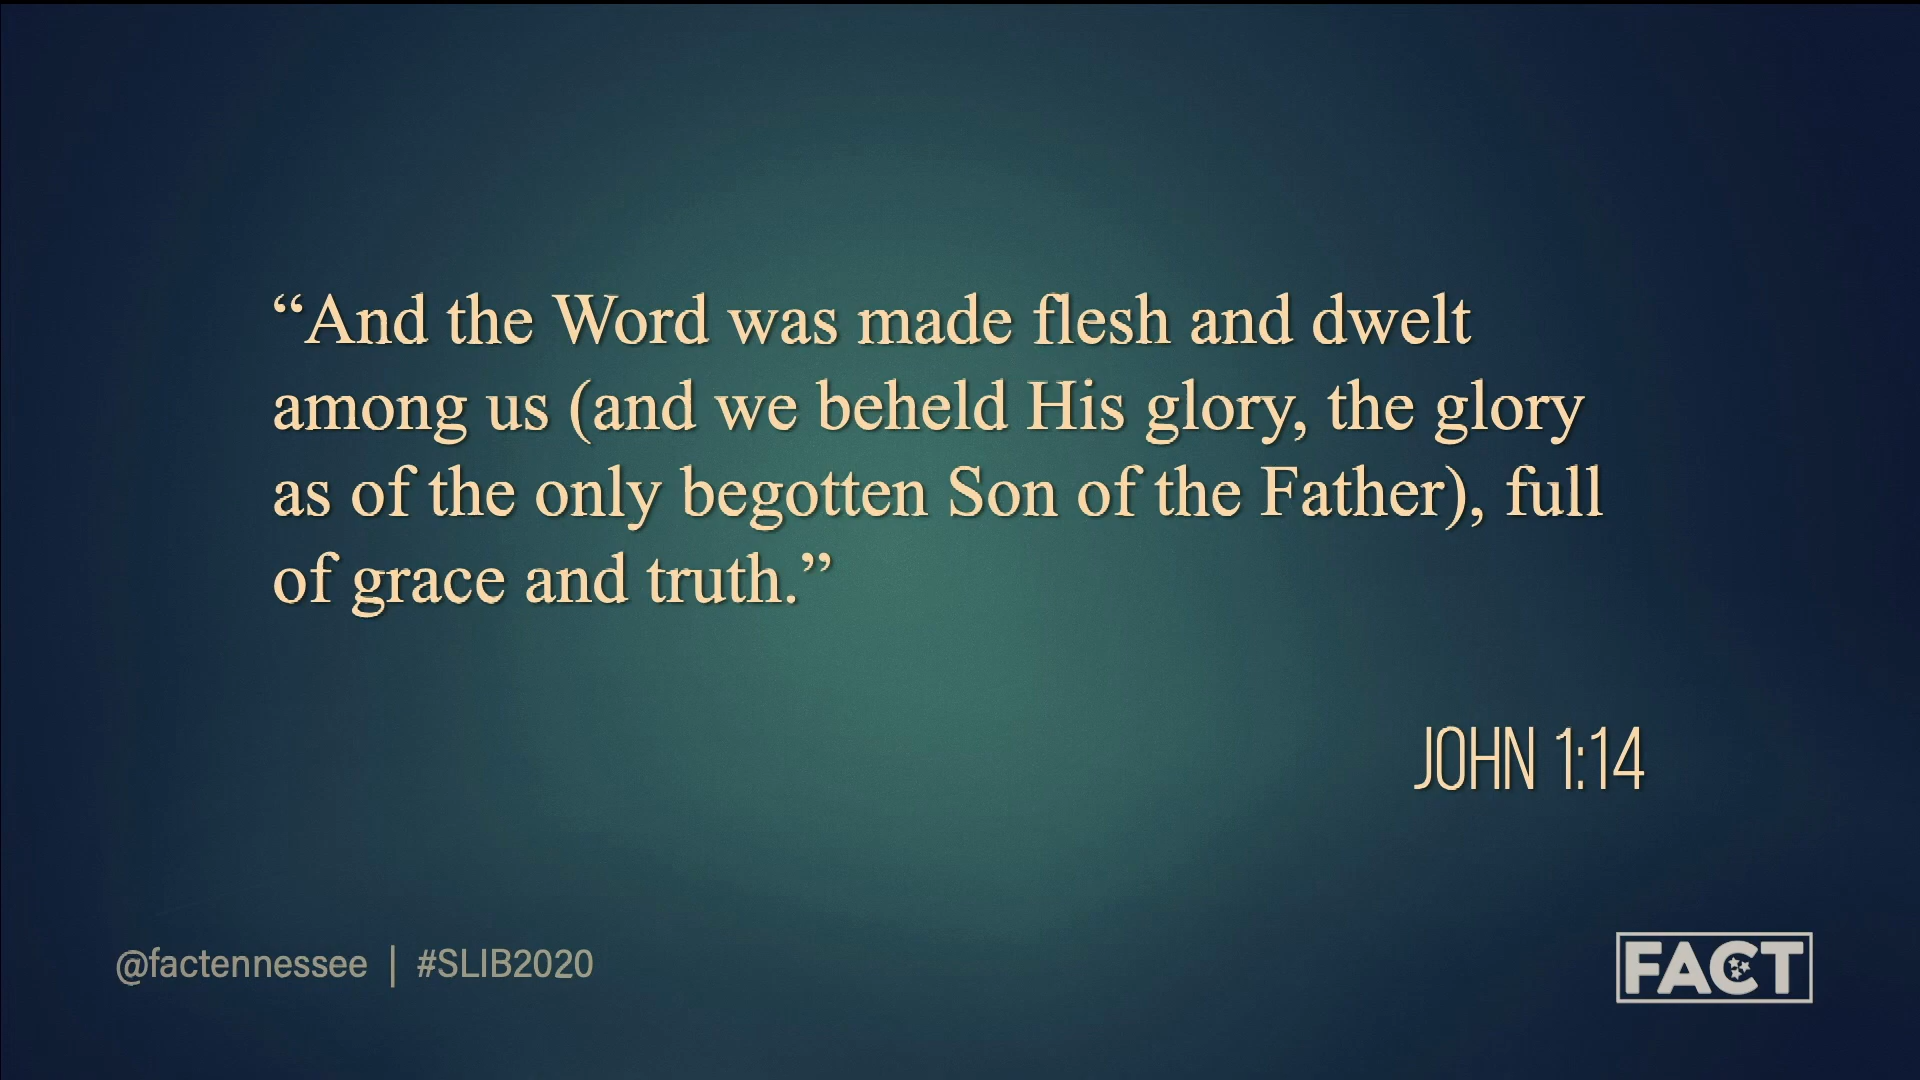 “And the Word was made flesh and dwelt
among us (and we beheld His glory, the glory
as of the only begotten Son of the Father), full
of grace and truth.”
JOHN 1:14
@factennessee | #SLIB2020
FACT